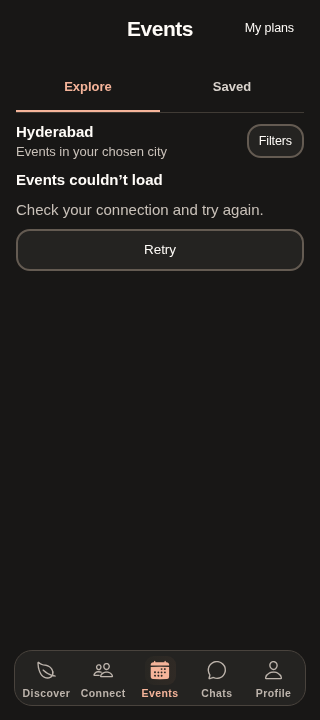 Events
My plans
Explore
Saved
Hyderabad
Events in your chosen city
Filters
Events couldn’t load
Check your connection and try again.
Retry
Discover
Connect
Events
Chats
Profile